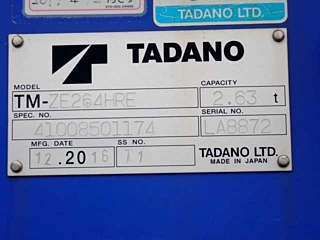 TADANO LTD.
TADANO
MODEL
CAPACITY
TM-ZE264HRE
2.63 t
SPEC. NO.
SERIAL NO.
41008501174
LA8872
MFG. DATE
SS NO.
12.2016
TADANO LTD.
MADE IN JAPAN